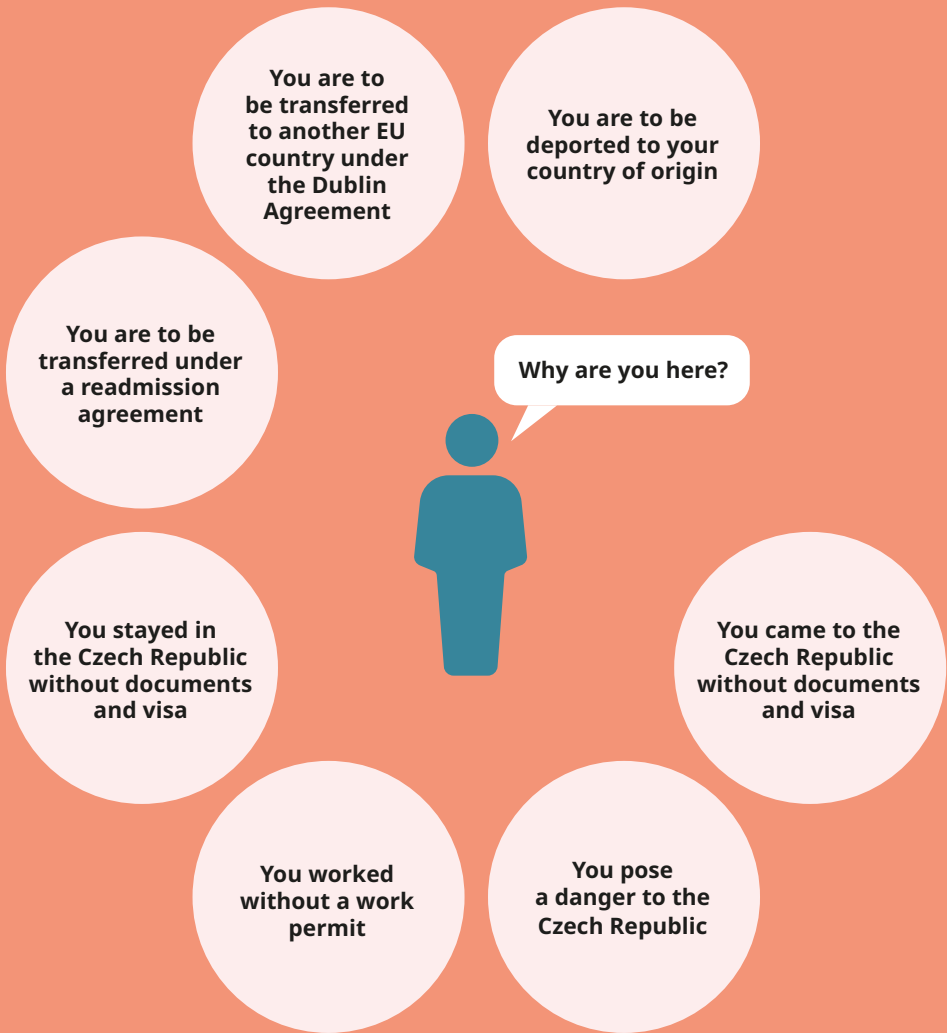 You are to
be transferred
to another EU
country under
the Dublin
Agreement
You are to be
deported to your
country of origin
You are to be
transferred under
a readmission
agreement
Why are you here?
You stayed in
the Czech Republic
without documents
and visa
You came to the
Czech Republic
without documents
and visa
You worked
without a work
permit
You pose
a danger to the
Czech Republic